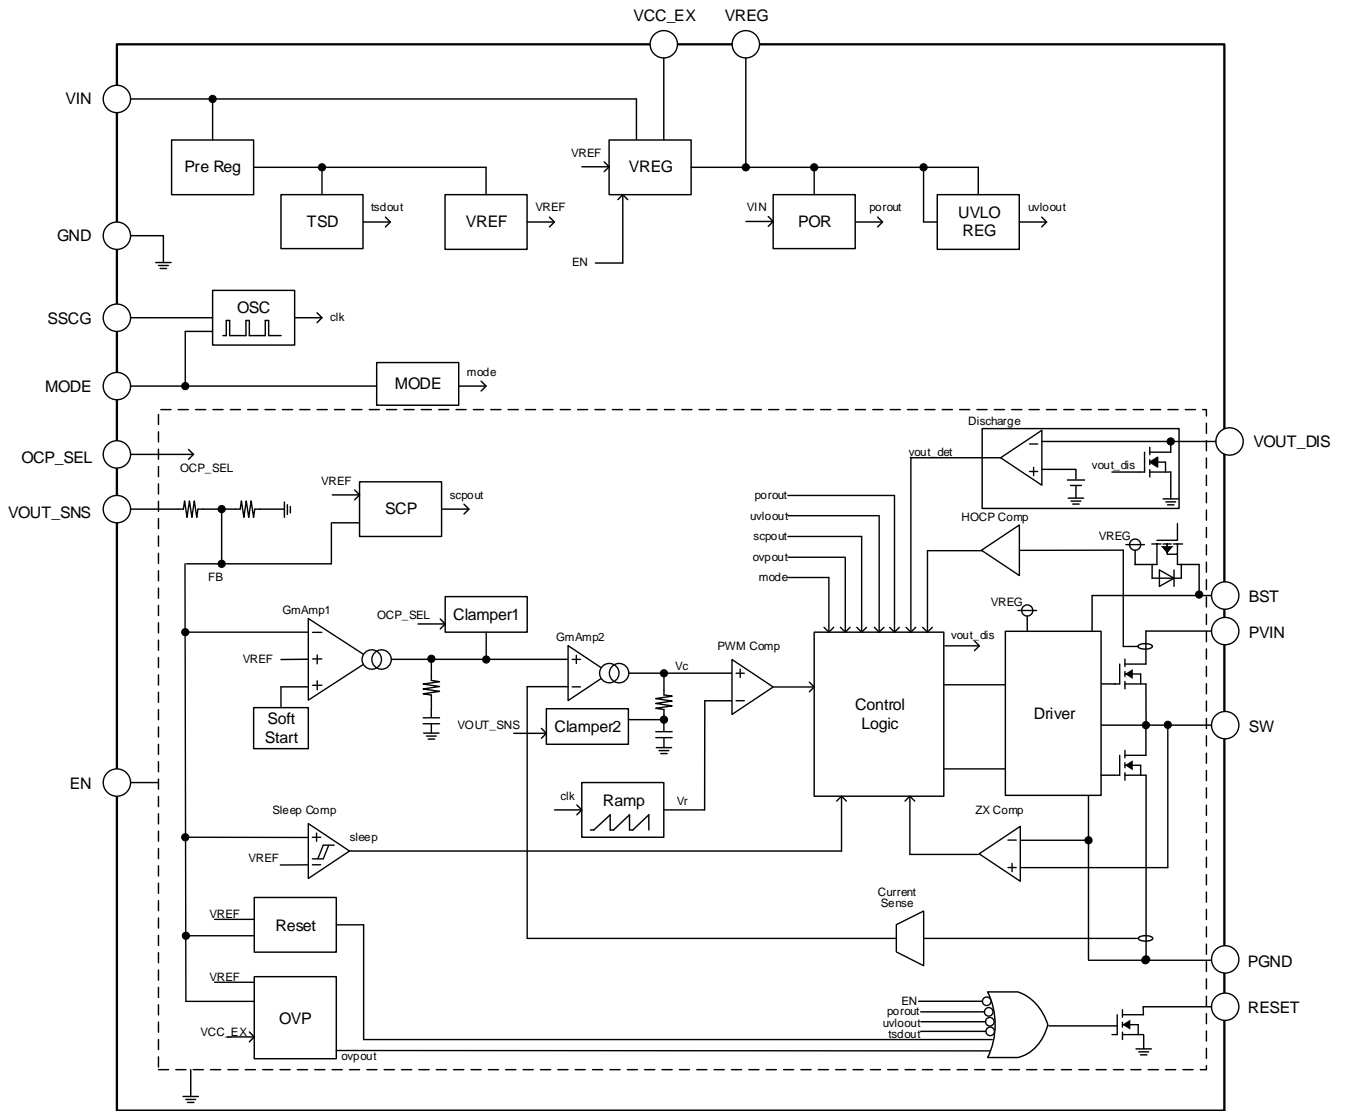 VCC_EX
VREG
VIN
Pre Reg
VREF
VREG
TSD
tsdout
VREF
VREF
VIN
POR
porout
UVLO
REG
uvloout
GND
EN
SSCG
OSC
clk
MODE
MODE
mode
OCP_SEL
OCP_SEL
Discharge
VOUT_DIS
vout_det
vout_dis
VOUT_SNS
VREF
SCP
scpout
porout
uvloout
scpout
ovpout
mode
HOCP Comp
VREG
FB
BST
GmAmp1
OCP_SEL
Clamper1
VREG
PVIN
VREF
GmAmp2
Vc
PWM Comp
vout_dis
Soft
Start
VOUT_SNS
Clamper2
Control
Logic
Driver
SW
EN
clk
Ramp
Vr
Sleep Comp
ZX Comp
VREF
sleep
Current
Sense
VREF
Reset
PGND
VREF
OVP
VCC_EX
ovpout
EN
porout
uvloout
tsdout
RESET